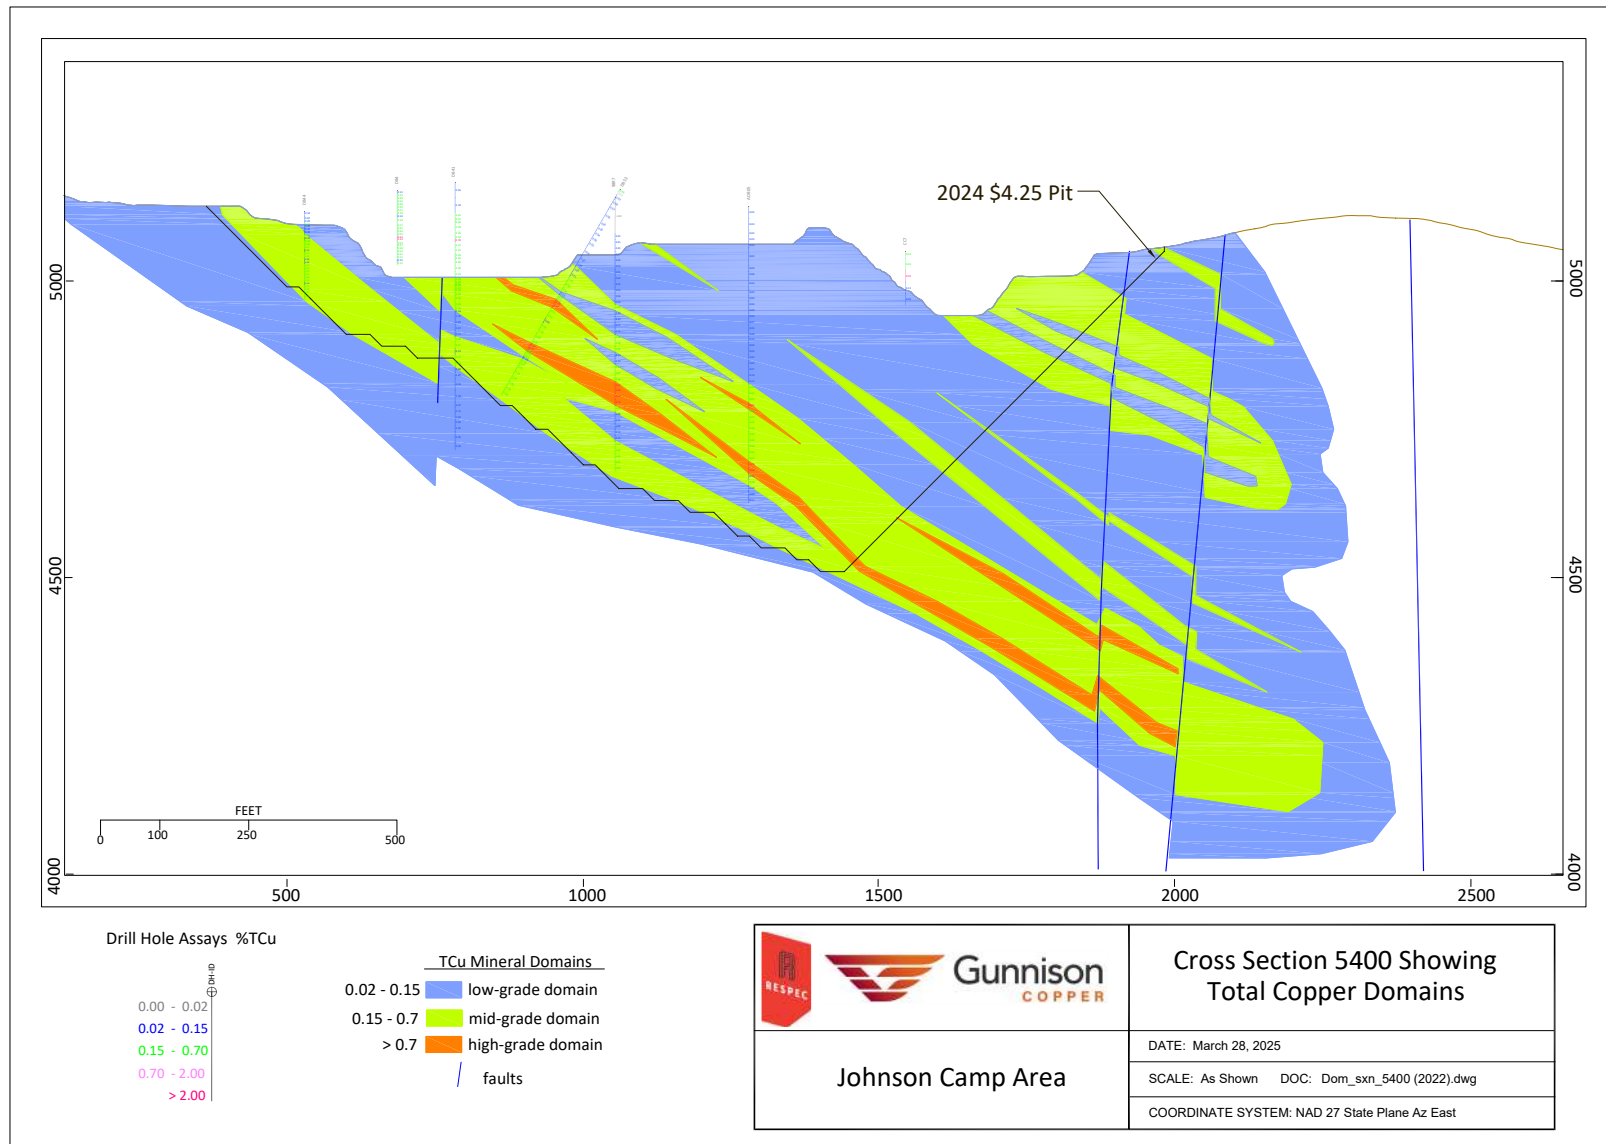 2024 $4.25 Pit
5000
5000
4500
4500
4000
4000
FEET
0
100
250
500
500
1000
1500
2000
2500
Drill Hole Assays %TCu
DH-ID
0.00 - 0.02
0.02 - 0.15
0.15 - 0.70
0.70 - 2.00
> 2.00
TCu Mineral Domains
0.02 - 0.15 low-grade domain
0.15 - 0.7 mid-grade domain
> 0.7 high-grade domain
faults
RESPEC
Gunnison
COPPER
Johnson Camp Area
Cross Section 5400 Showing
Total Copper Domains
DATE: March 28, 2025
SCALE: As Shown DOC: Dom_sxn_5400 (2022).dwg
COORDINATE SYSTEM: NAD 27 State Plane Az East